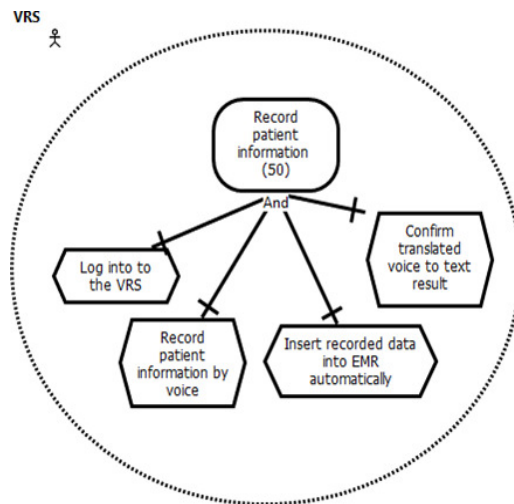 VRS
Record
patient
information
(50)
And
Confirm
translated
voice to text
result
Log into to
the VRS
Record
patient
information by
voice
Insert recorded data
into EMR
automatically